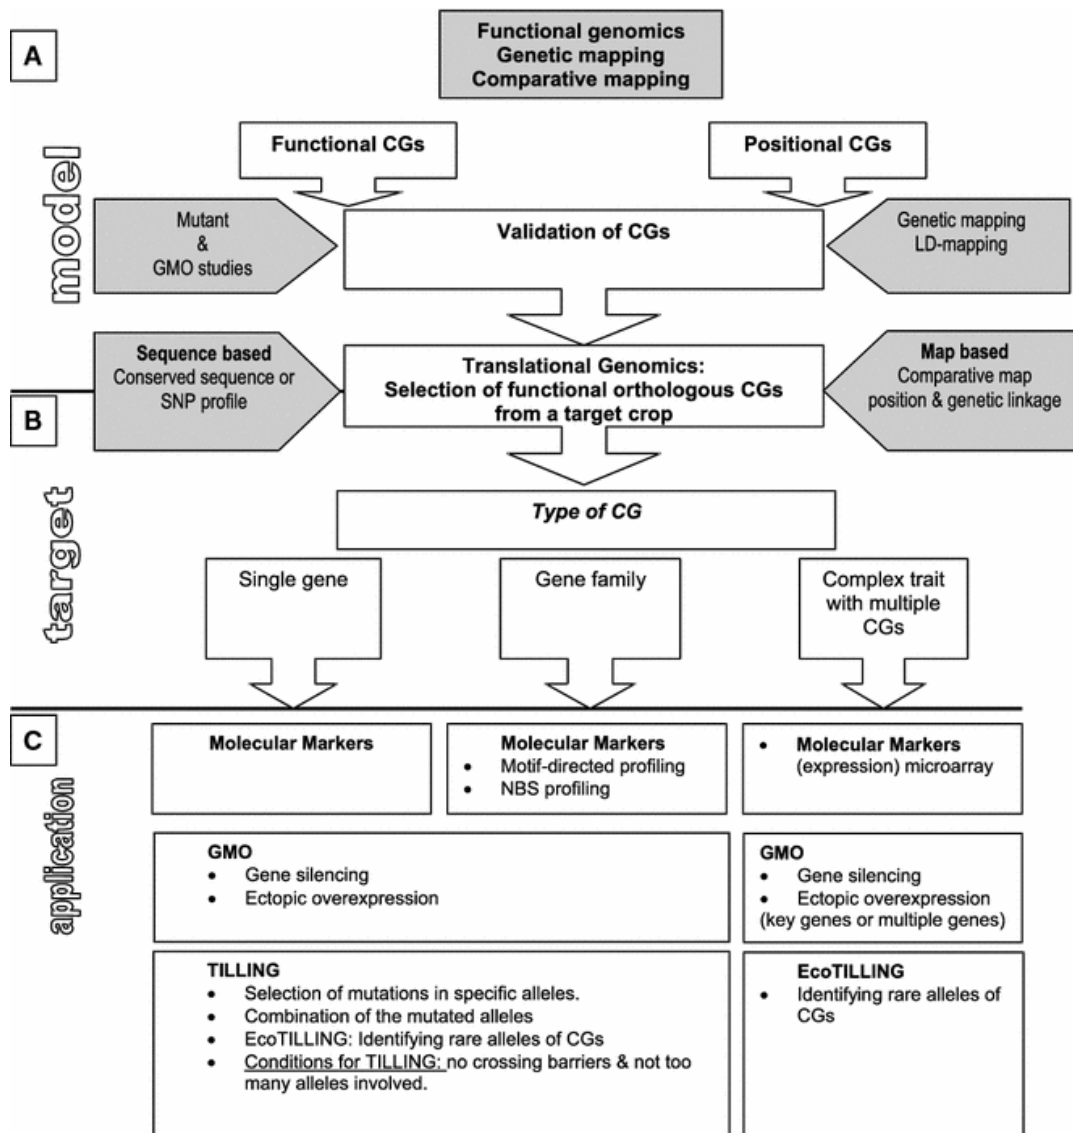 A
Functional genomics
Genetic mapping
Comparative mapping
model
Functional CGs
Positional CGs
Mutant
&
GMO studies
Validation of CGs
Genetic mapping
LD-mapping
Sequence based
Conserved sequence or
SNP profile
Translational Genomics:
Selection of functional orthologous CGs
from a target crop
Map based
Comparative map
position & genetic linkage
B
target
Type of CG
Single gene
Gene family
Complex trait
with multiple
CGs
C
application
Molecular Markers
Molecular Markers
• Motif-directed profiling
• NBS profiling
• Molecular Markers
(expression) microarray
GMO
• Gene silencing
• Ectopic overexpression
GMO
• Gene silencing
• Ectopic overexpression
(key genes or multiple genes)
TILLING
• Selection of mutations in specific alleles.
• Combination of the mutated alleles
• EcoTILLING: Identifying rare alleles of CGs
• Conditions for TILLING: no crossing barriers & not too
many alleles involved.
EcoTILLING
• Identifying rare alleles of
CGs